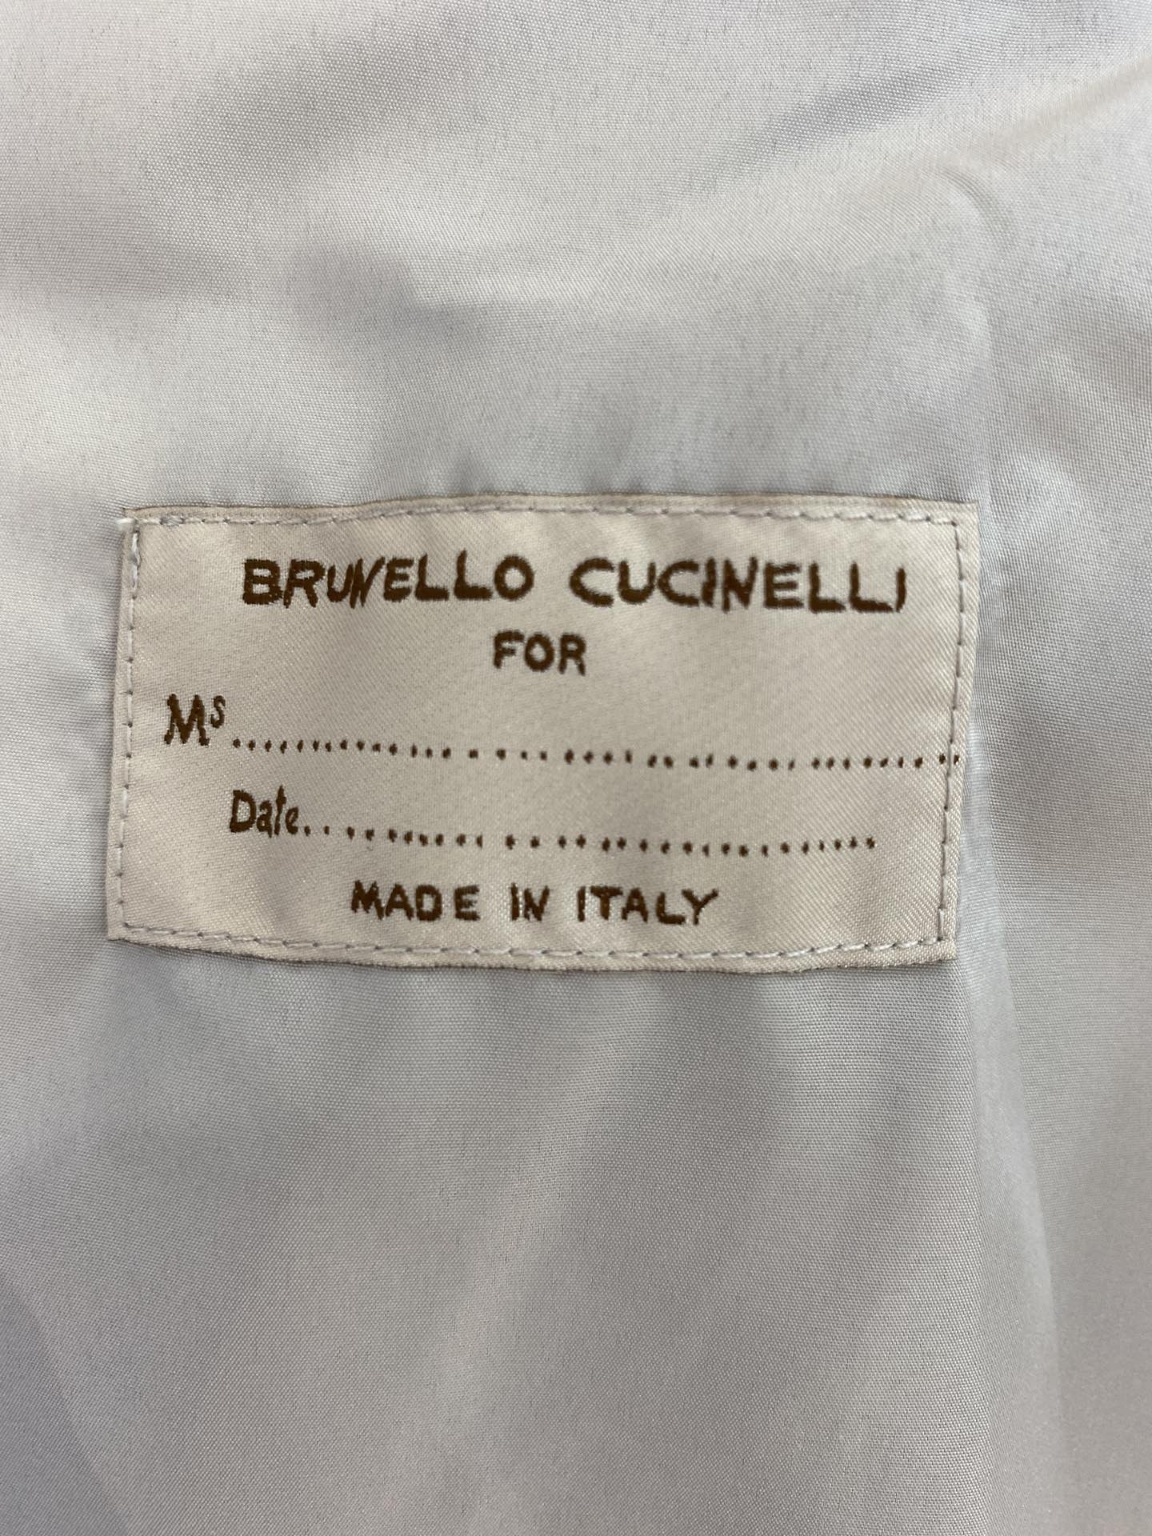 BRUNELLO CUCINELLI
FOR
Ms..........................................
Date..........................................
MADE IN ITALY